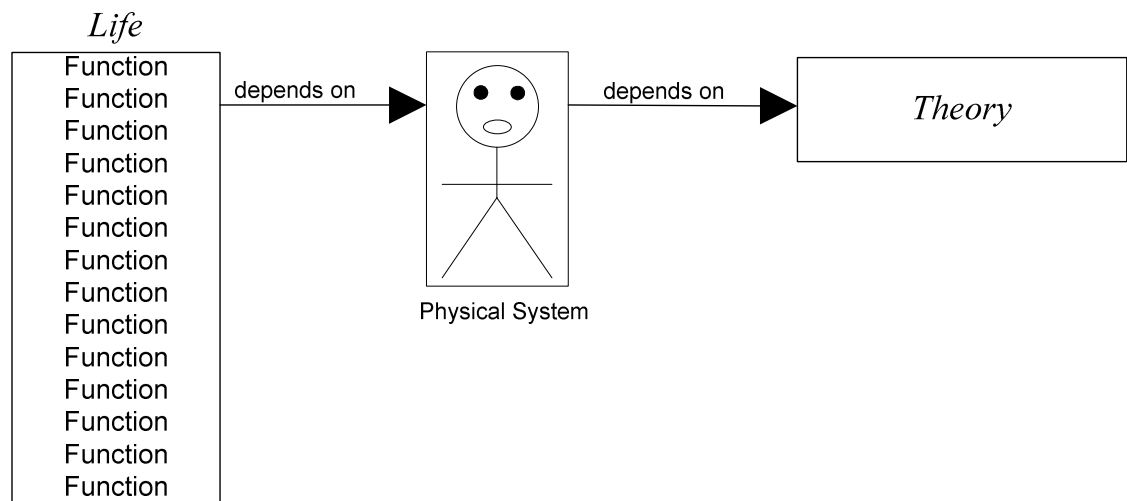 Life
Function
Function
Function
Function
Function
Function
Function
Function
Function
Function
Function
Function
Function
Function
depends on
Physical System
depends on
Theory